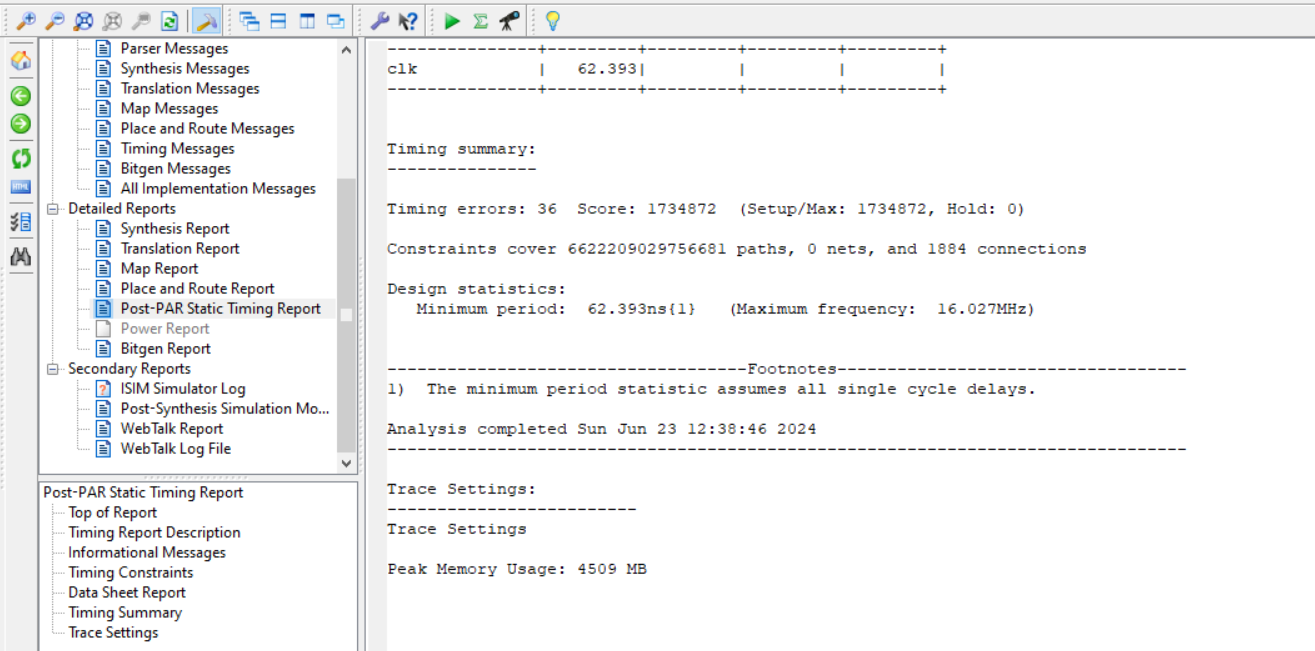 Parser Messages
Synthesis Messages
Translation Messages
Map Messages
Place and Route Messages
Timing Messages
Bitgen Messages
All Implementation Messages
Detailed Reports
Synthesis Report
Translation Report
Map Report
Place and Route Report
Post-PAR Static Timing Report
Power Report
Bitgen Report
Secondary Reports
ISIM Simulator Log
Post-Synthesis Simulation Mo...
WebTalk Report
WebTalk Log File
Post-PAR Static Timing Report
Top of Report
Timing Report Description
Informational Messages
Timing Constraints
Data Sheet Report
Timing Summary
Trace Settings
---------------+---------+---------+---------+---------+
clk            |   62.393|         |         |         |
---------------+---------+---------+---------+---------+
Timing summary:
---------------
Timing errors: 36  Score: 1734872  (Setup/Max: 1734872, Hold: 0)
Constraints cover 6622209029756681 paths, 0 nets, and 1884 connections
Design statistics:
   Minimum period:  62.393ns{1}   (Maximum frequency:  16.027MHz)
------------------------------------Footnotes-----------------------------------
1)  The minimum period statistic assumes all single cycle delays.
Analysis completed Sun Jun 23 12:38:46 2024
--------------------------------------------------------------------------------
Trace Settings:
-------------------------
Trace Settings
Peak Memory Usage: 4509 MB